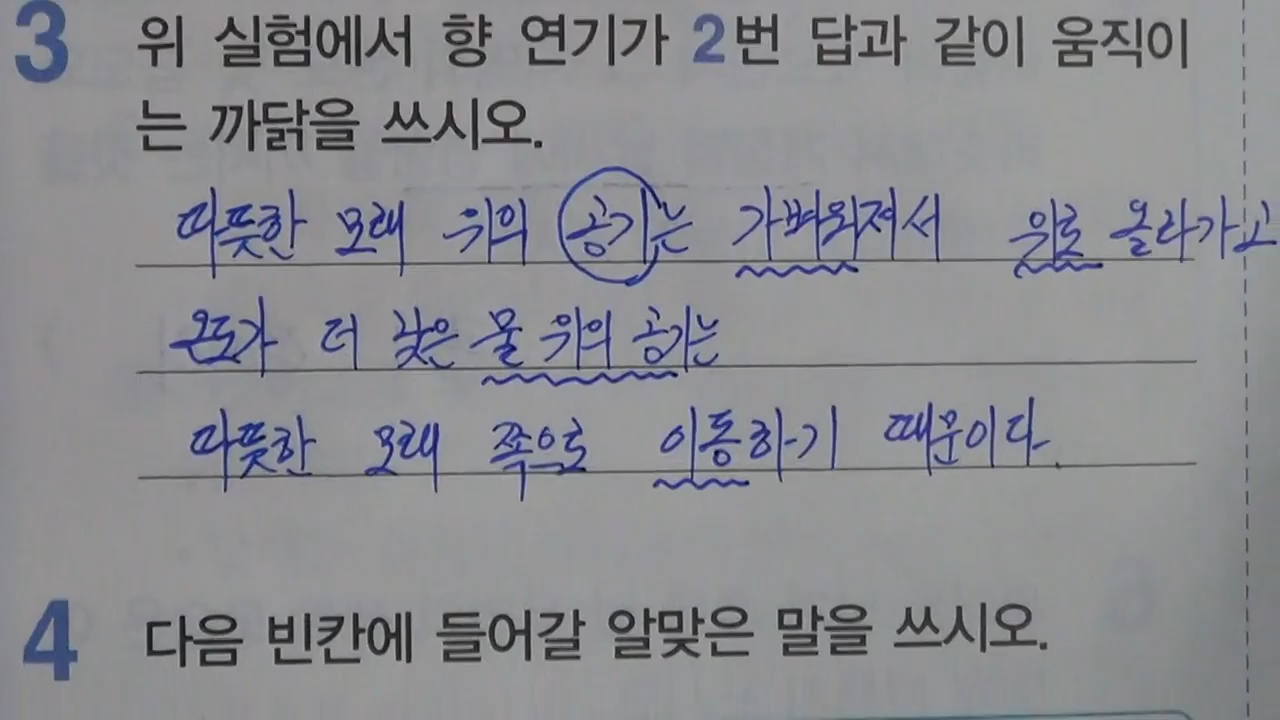 3 위 실험에서 향 연기가 2번 답과 같이 움직이
는 까닭을 쓰시오.
따뜻한 모래 위의 공기는 가벼워져서 위로 올라가고
온도가 더 낮은 물 위의 공기는
따뜻한 모래 쪽으로 이동하기 때문이다.
4 다음 빈칸에 들어갈 알맞은 말을 쓰시오.